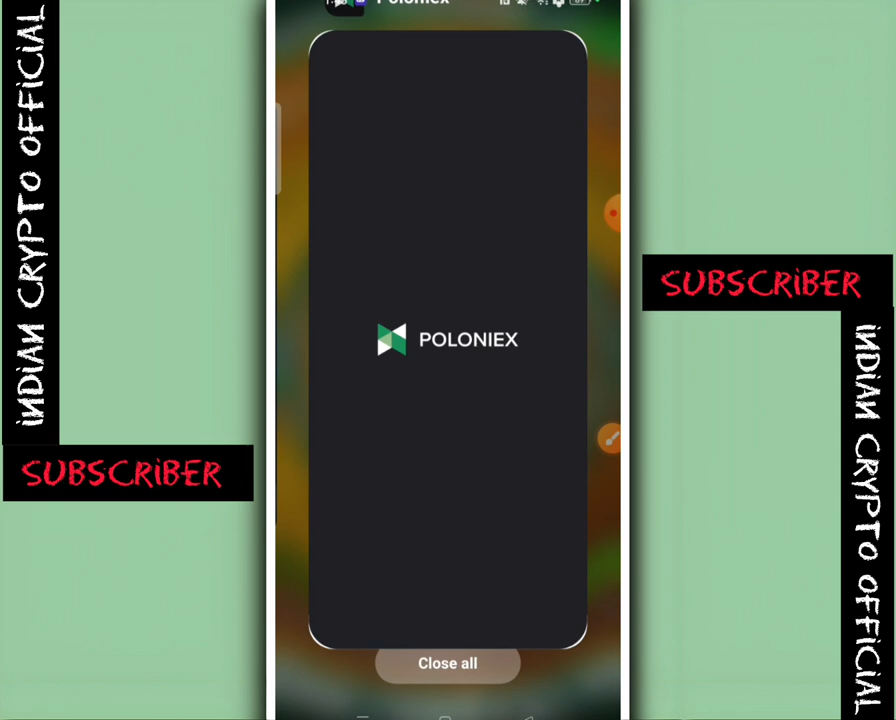 INDIAN CRYPTO OFFICIAL
SUBSCRIBER
Poloniex
POLONIEX
Close all
SUBSCRIBER
INDIAN CRYPTO OFFICIAL